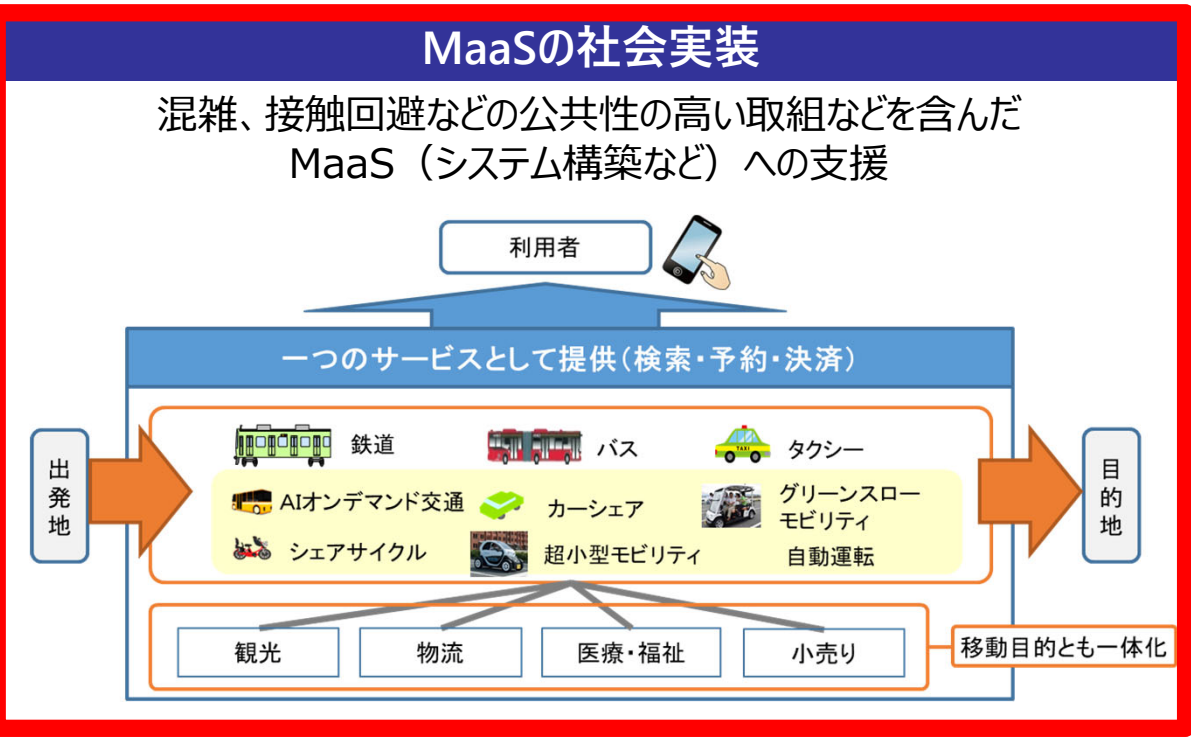 MaaSの社会実装
混雑、接触回避などの公共性の高い取組などを含んだ
MaaS（システム構築など）への支援
利用者
一つのサービスとして提供（検索・予約・決済）
出発地
鉄道
バス
TAXI
タクシー
AIオンデマンド交通
カーシェア
グリーンスロー
モビリティ
シェアサイクル
超小型モビリティ
自動運転
目的地
観光
物流
医療・福祉
小売り
移動目的とも一体化